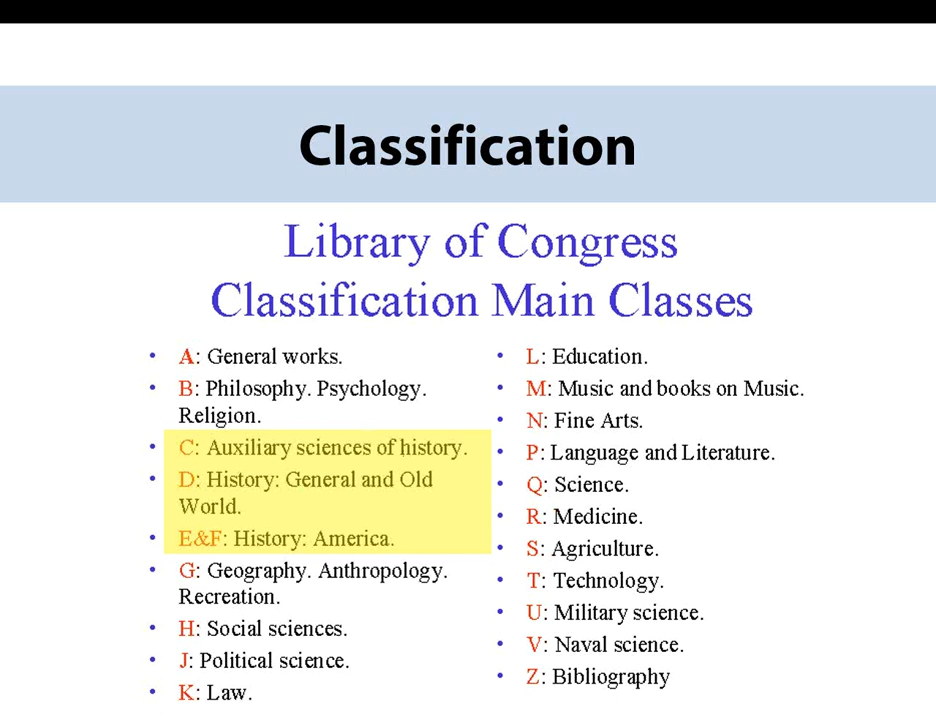 Classification
Library of Congress
Classification Main Classes
• A: General works.
• B: Philosophy. Psychology.
Religion.
• C: Auxiliary sciences of history.
• D: History: General and Old
World.
• E&F: History: America.
• G: Geography. Anthropology.
Recreation.
• H: Social sciences.
• J: Political science.
• K: Law.
• L: Education.
• M: Music and books on Music.
• N: Fine Arts.
• P: Language and Literature.
• Q: Science.
• R: Medicine.
• S: Agriculture.
• T: Technology.
• U: Military science.
• V: Naval science.
• Z: Bibliography